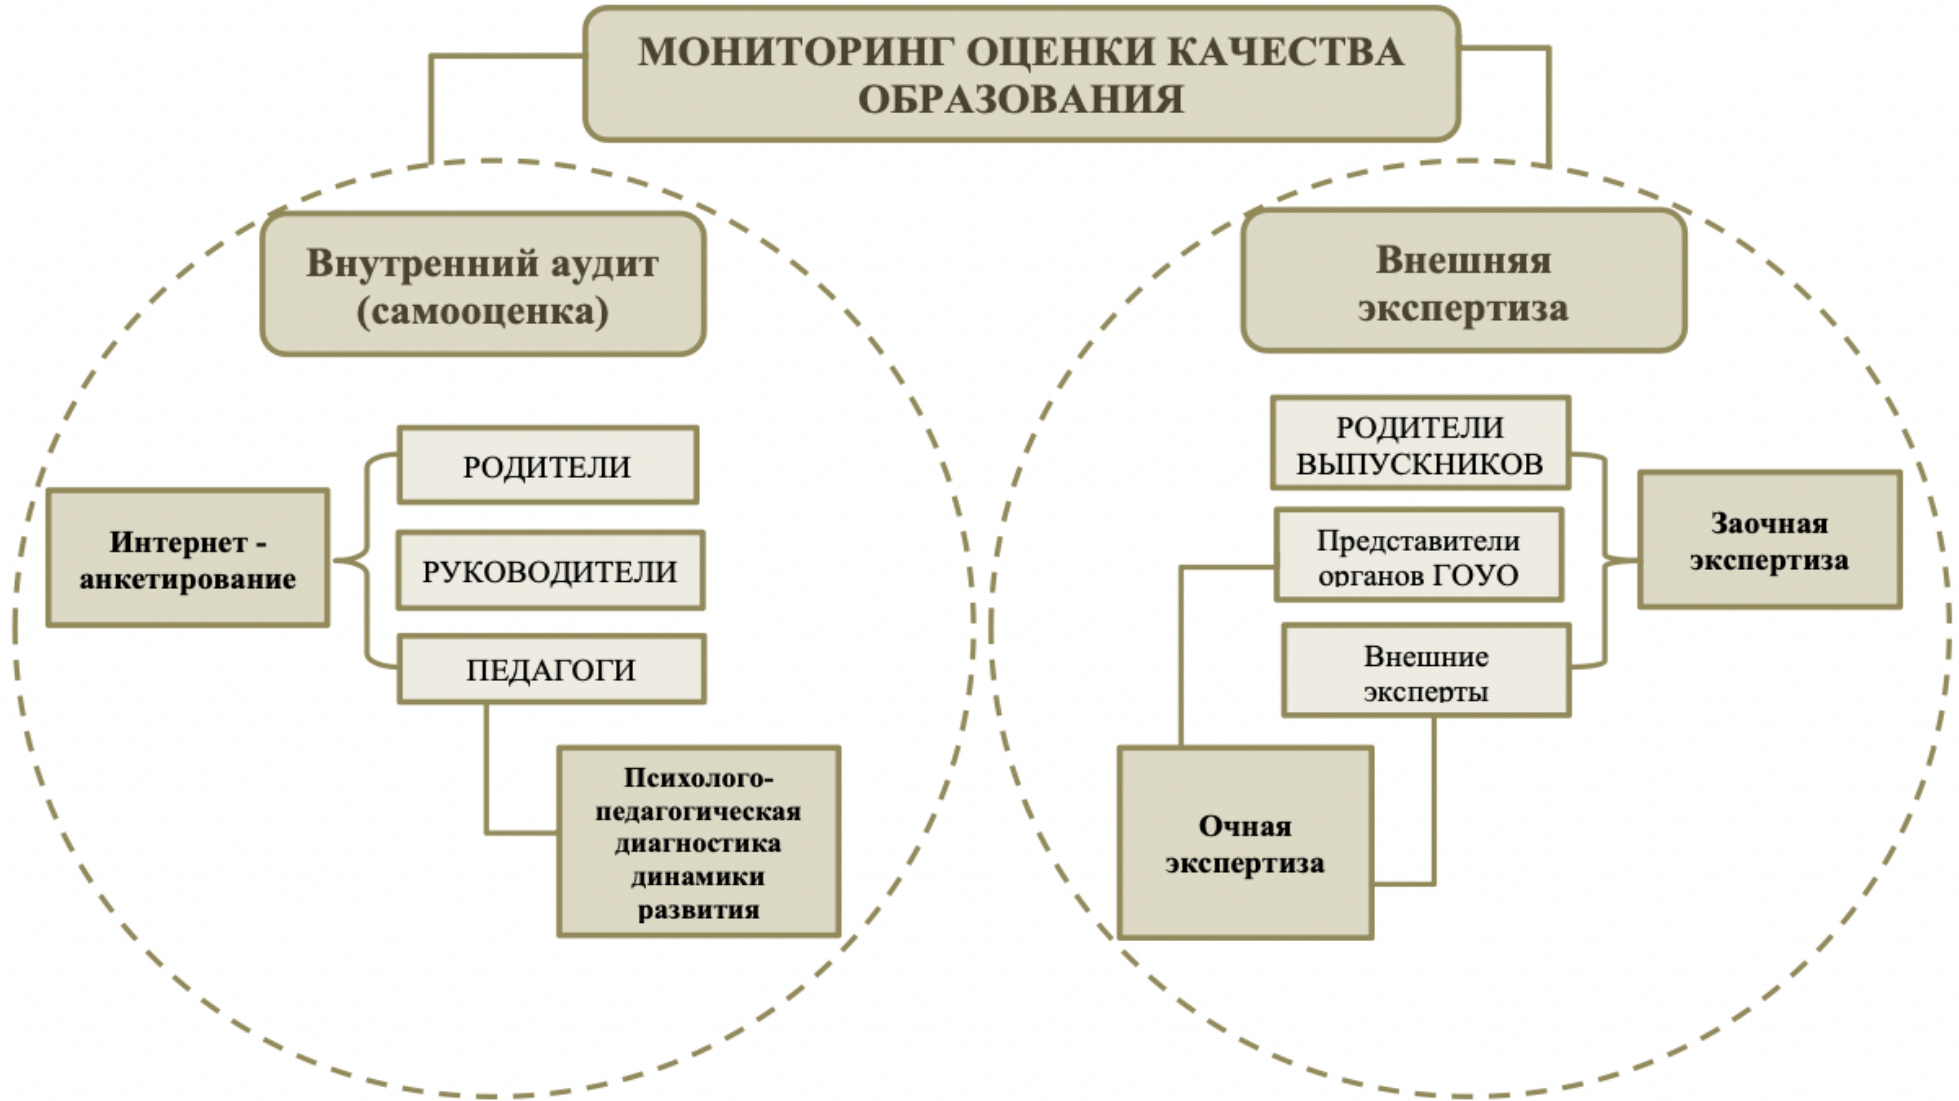 МОНИТОРИНГ ОЦЕНКИ КАЧЕСТВА
ОБРАЗОВАНИЯ
Внутренний аудит
(самооценка)
Интернет -
анкетирование
РОДИТЕЛИ
РУКОВОДИТЕЛИ
ПЕДАГОГИ
Психолого-
педагогическая
диагностика
динамики
развития
Внешняя
экспертиза
РОДИТЕЛИ
ВЫПУСКНИКОВ
Представители
органов ГОУО
Внешние
эксперты
Заочная
экспертиза
Очная
экспертиза